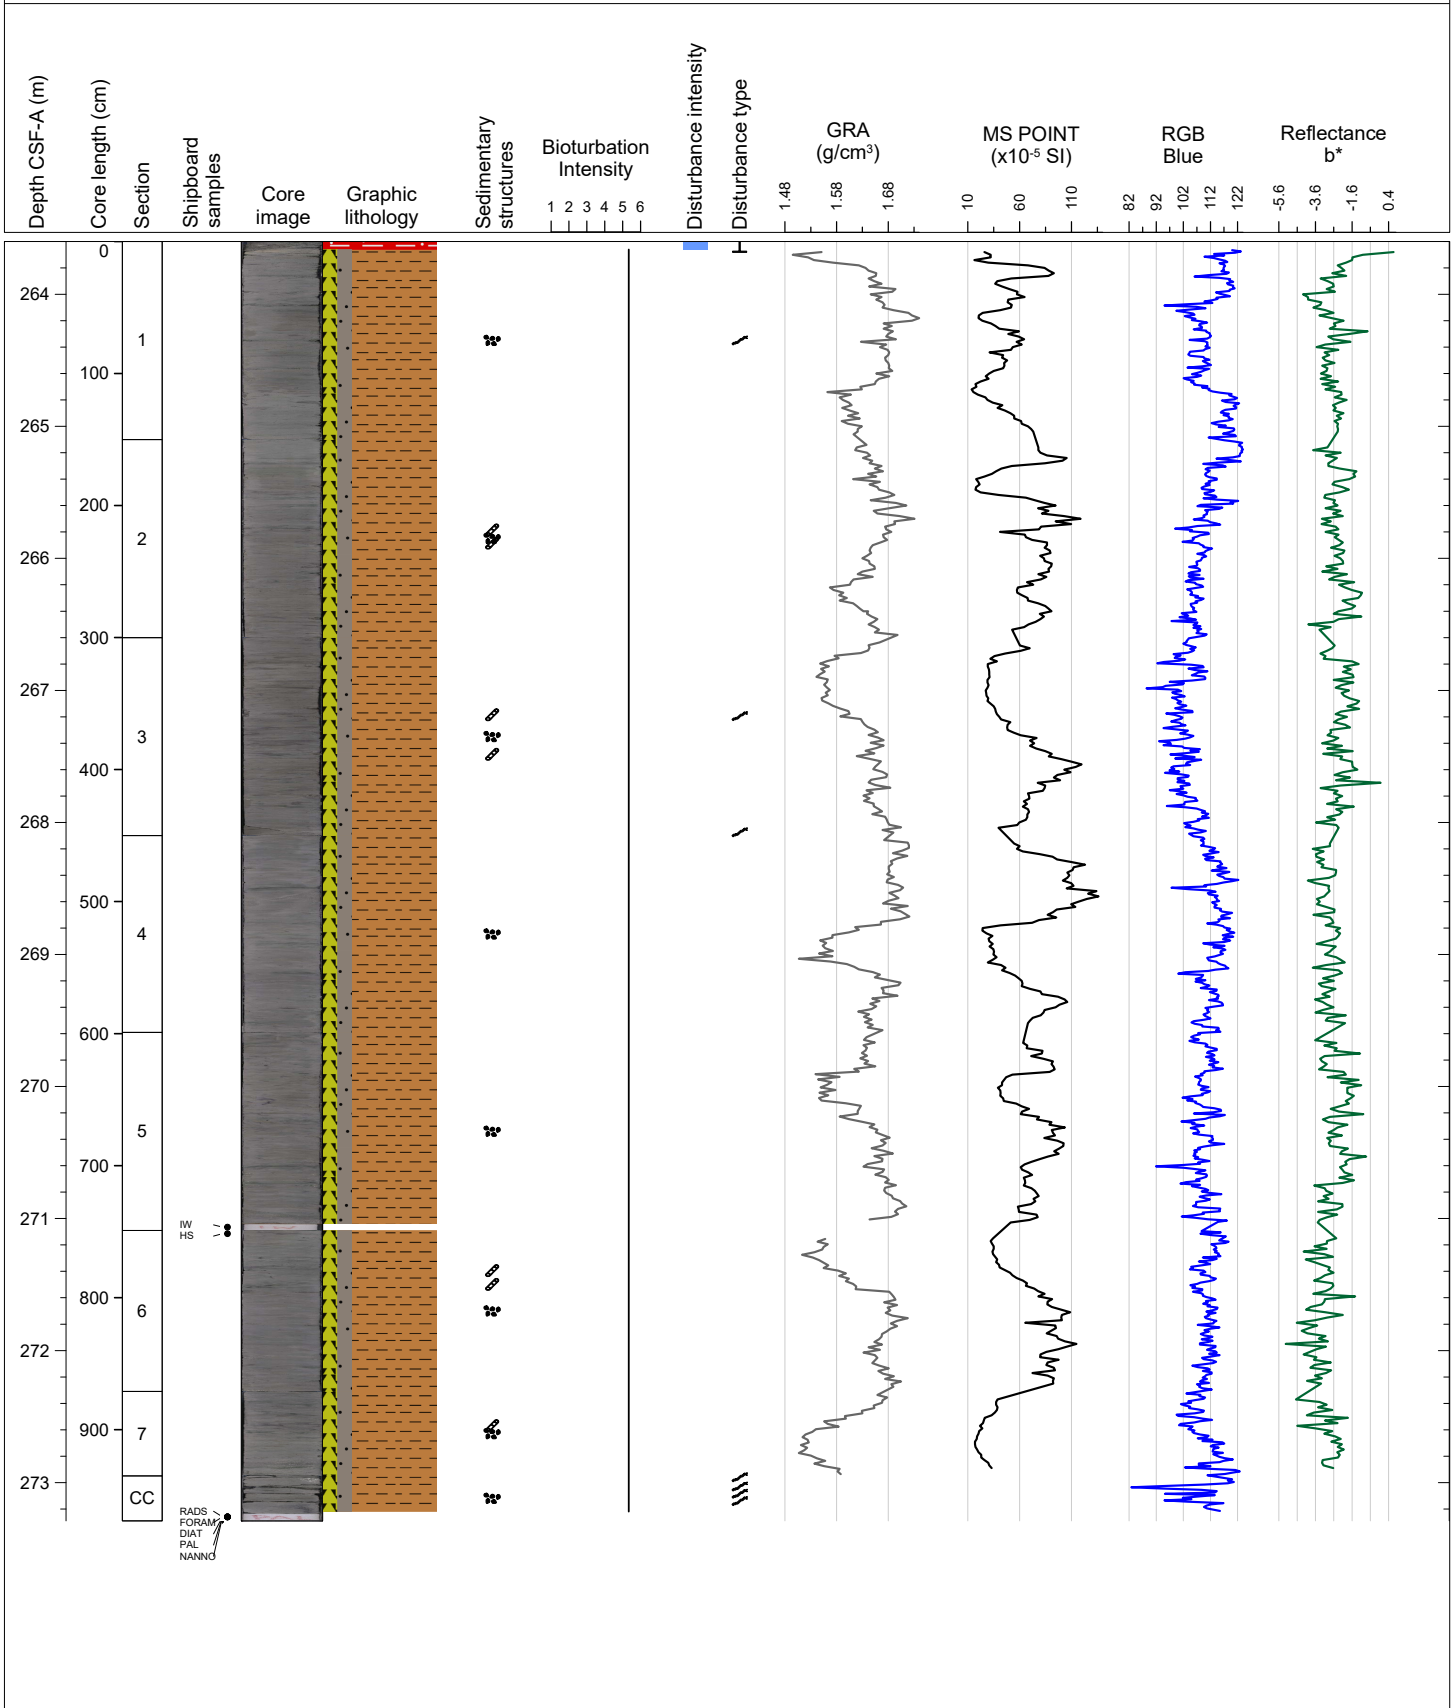 Depth CSF-A (m)
Core length (cm)
Section
Shipboard
samples
Core
image
Graphic
lithology
Sedimentary
structures
Bioturbation
Intensity
1 2 3 4 5 6
Disturbance intensity
Disturbance type
GRA
(g/cm³)
1.48 1.58 1.68
MS POINT
(x10⁻⁵ SI)
10 60 110
RGB
Blue
82 92 102 112 122
Reflectance
b*
-5.6 -3.6 -1.6 0.4
264
265
266
267
268
269
270
271
272
273
0
100
200
300
400
500
600
700
800
900
1
2
3
4
5
6
7
CC
IW
HS
RADS
FORAM
DIAT
PAL
NANNO